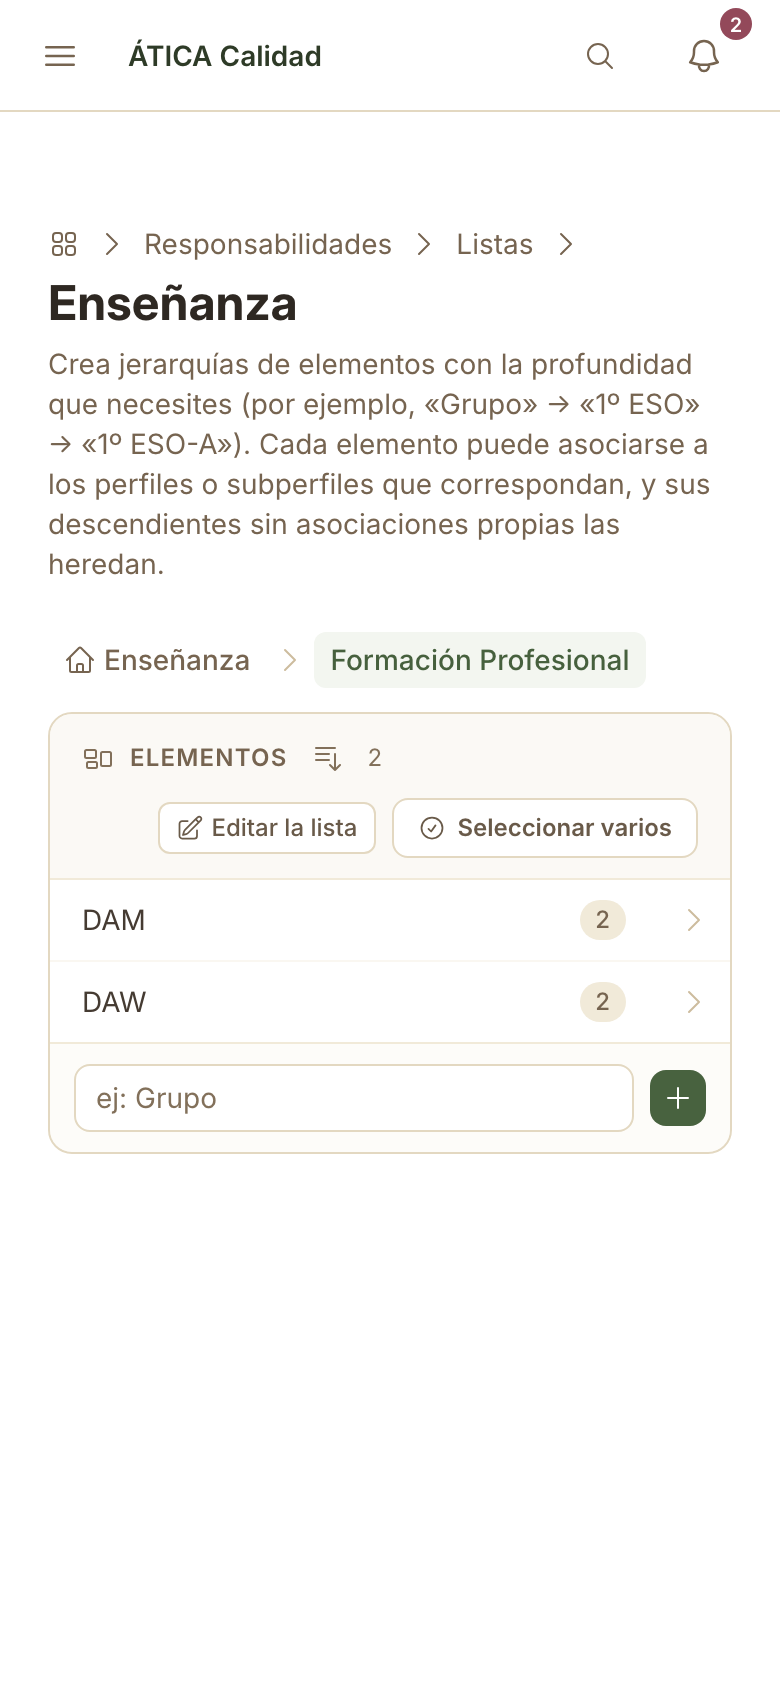 ÁTICA Calidad
2
Responsabilidades
Listas
Enseñanza
Crea jerarquías de elementos con la profundidad
que necesites (por ejemplo, «Grupo» → «1º ESO»
→ «1º ESO-A»). Cada elemento puede asociarse a
los perfiles o subperfiles que correspondan, y sus
descendientes sin asociaciones propias las
heredan.
Enseñanza
Formación Profesional
ELEMENTOS 2
Editar la lista
Seleccionar varios
DAM 2
DAW 2
ej: Grupo